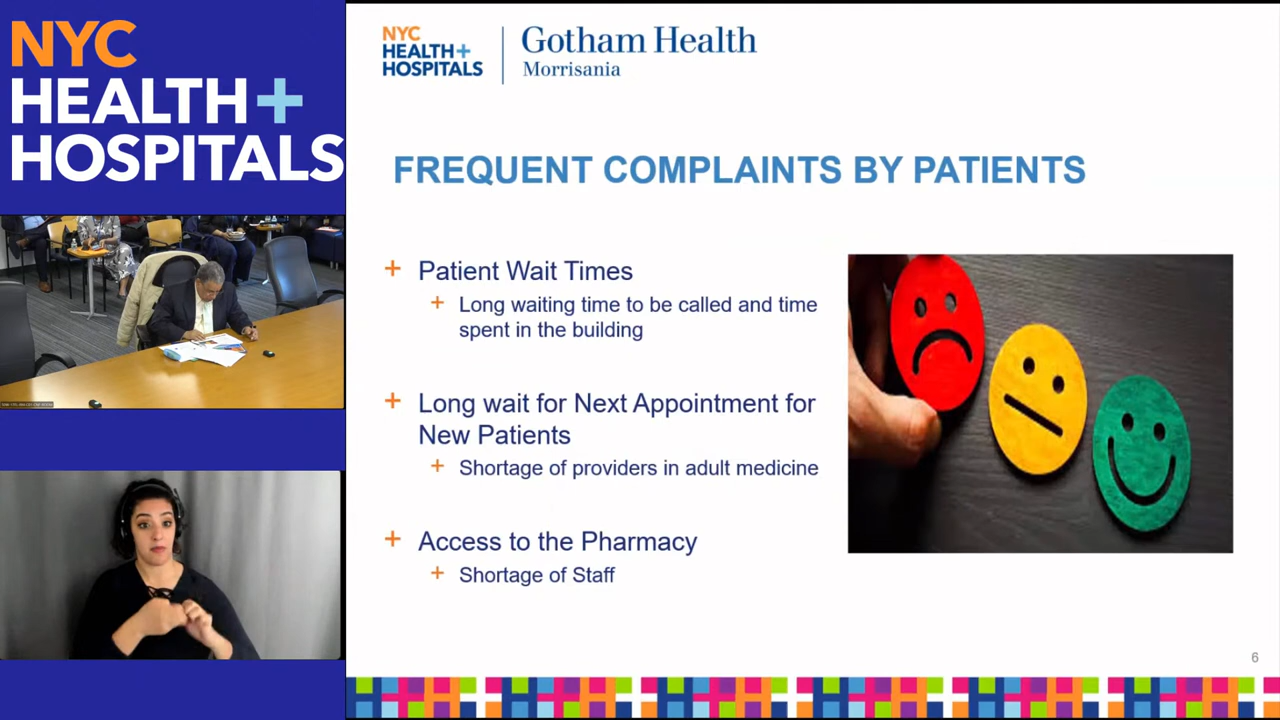 NYC
HEALTH+
HOSPITALS
NYC
HEALTH+
HOSPITALS
Gotham Health
Morrisania
FREQUENT COMPLAINTS BY PATIENTS
+ Patient Wait Times
+ Long waiting time to be called and time
spent in the building
+ Long wait for Next Appointment for
New Patients
+ Shortage of providers in adult medicine
+ Access to the Pharmacy
+ Shortage of Staff
6